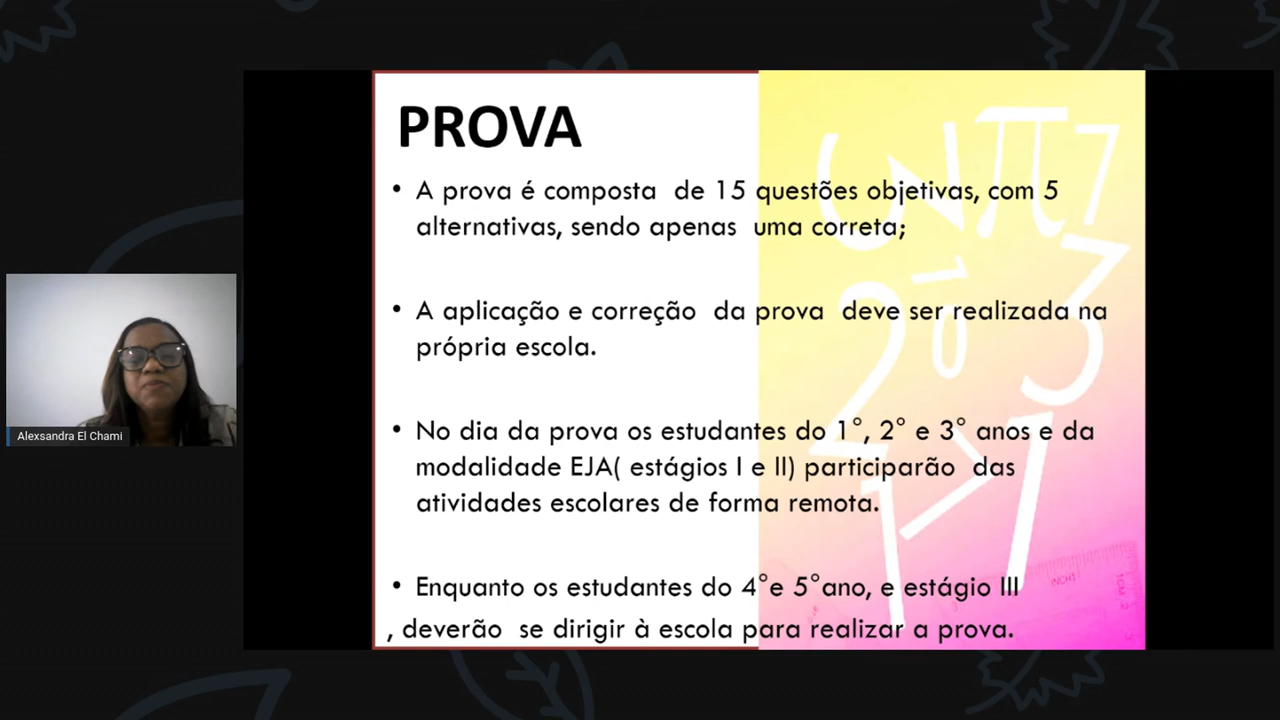 PROVA
• A prova é composta de 15 questões objetivas, com 5
alternativas, sendo apenas uma correta;
• A aplicação e correção da prova deve ser realizada na
própria escola.
• No dia da prova os estudantes do 1°, 2° e 3° anos e da
modalidade EJA( estágios I e II) participarão das
atividades escolares de forma remota.
• Enquanto os estudantes do 4°e 5°ano, e estágio III
, deverão se dirigir à escola para realizar a prova.
Alexsandra El Chami